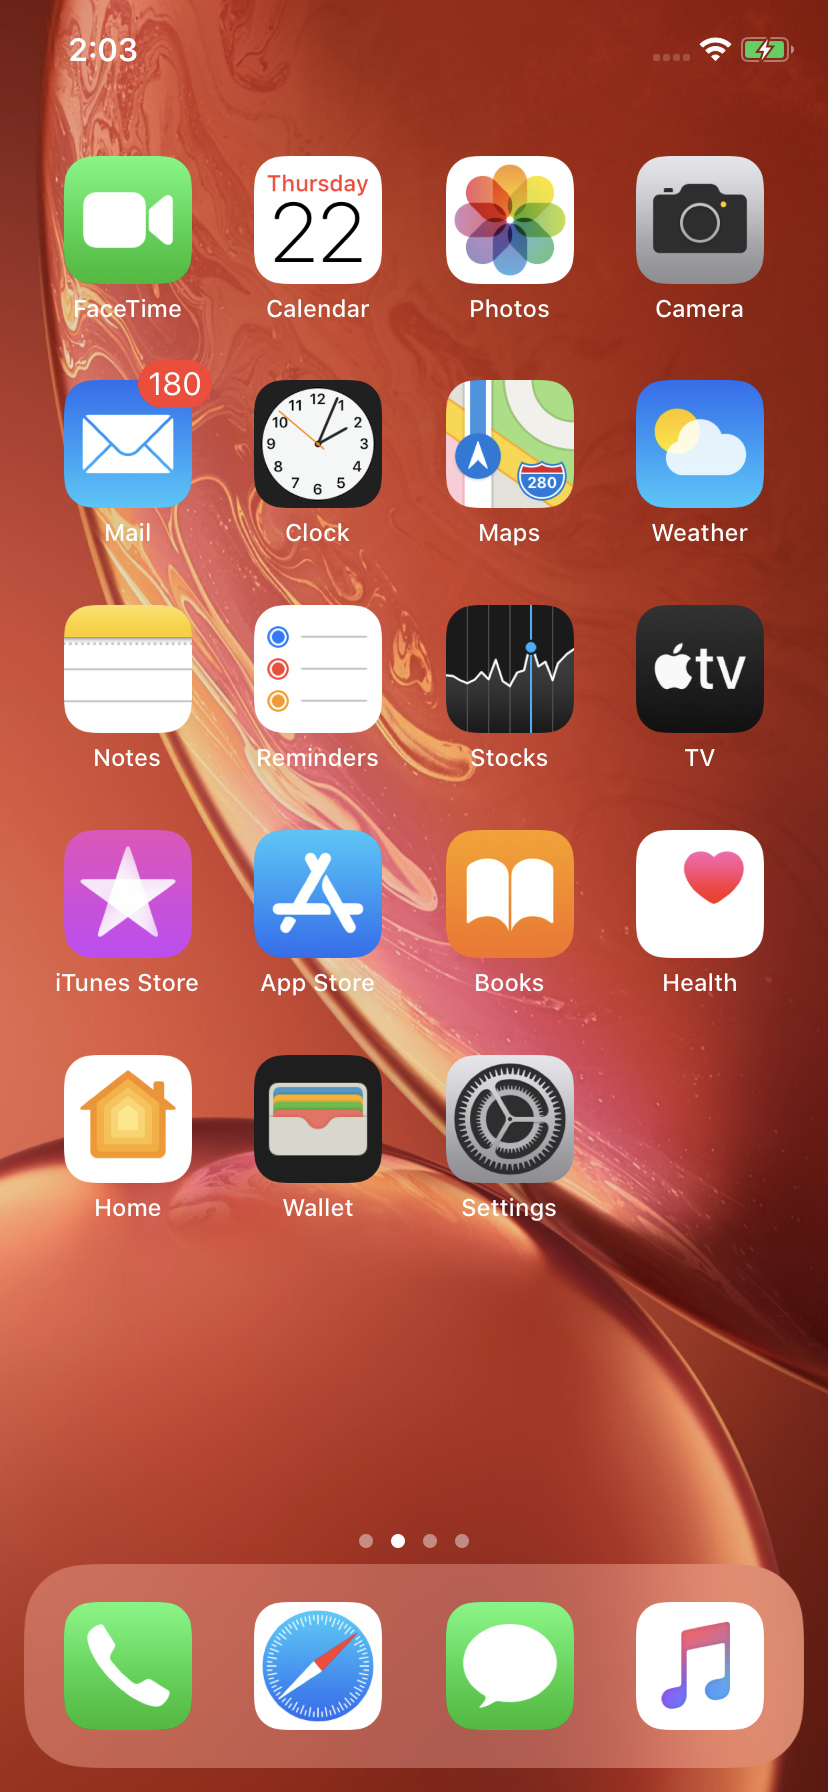 2:03
Thursday
22
FaceTime
Calendar
Photos
Camera
180
12
11
1
10
2
9
3
8
4
7
5
6
280
Mail
Clock
Maps
Weather
tv
Notes
Reminders
Stocks
TV
iTunes Store
App Store
Books
Health
Home
Wallet
Settings